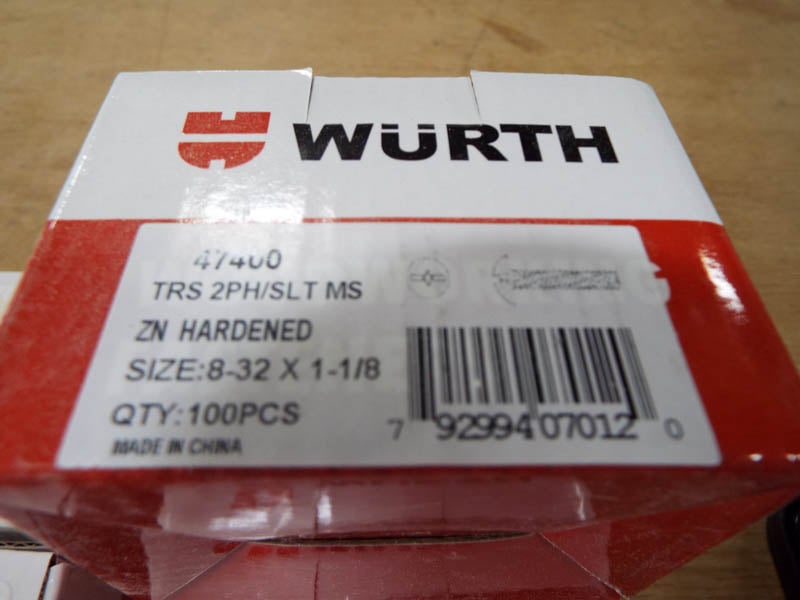 WÜRTH
47400
TRS 2PH/SLT MS
ZN HARDENED
SIZE:8-32 X 1-1/8
QTY:100PCS
MADE IN CHINA
7 92994 07012 0